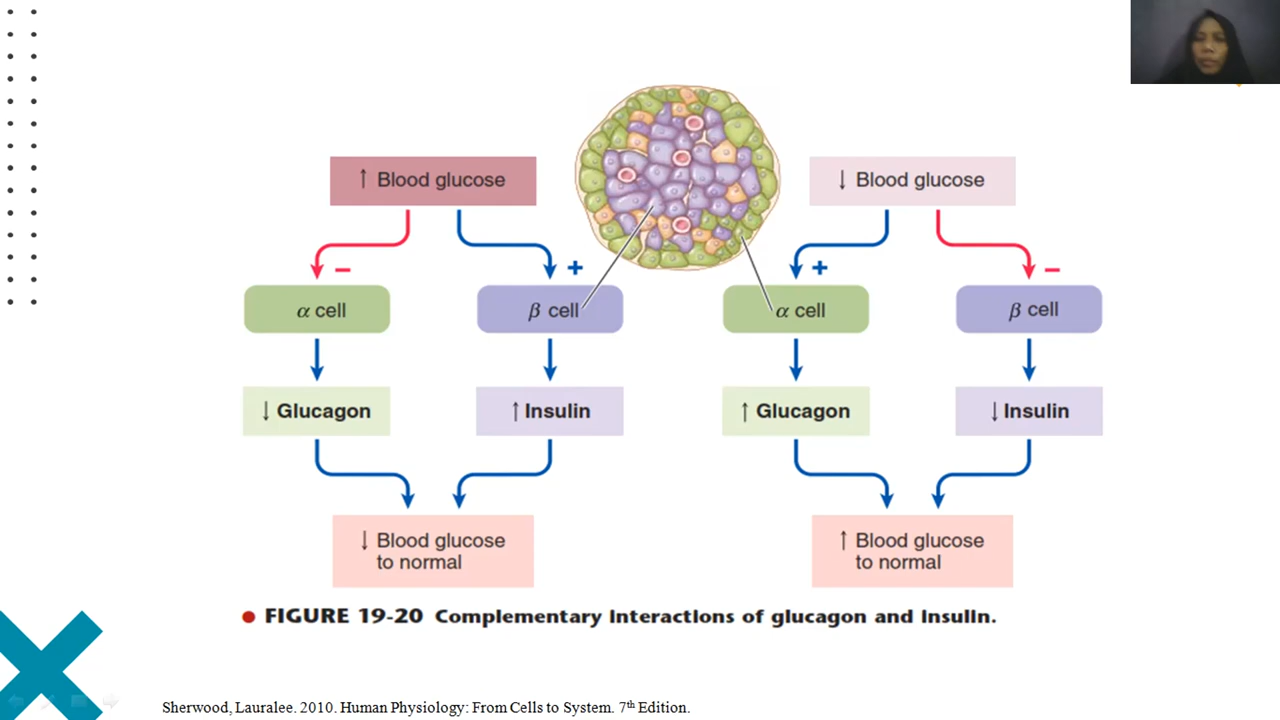 ↑ Blood glucose
↓ Blood glucose
−
+
+
−
α cell
β cell
α cell
β cell
↓ Glucagon
↑ Insulin
↑ Glucagon
↓ Insulin
↓ Blood glucose
to normal
↑ Blood glucose
to normal
• FIGURE 19-20 Complementary interactions of glucagon and insulin.
Sherwood, Lauralee. 2010. Human Physiology: From Cells to System. 7th Edition.